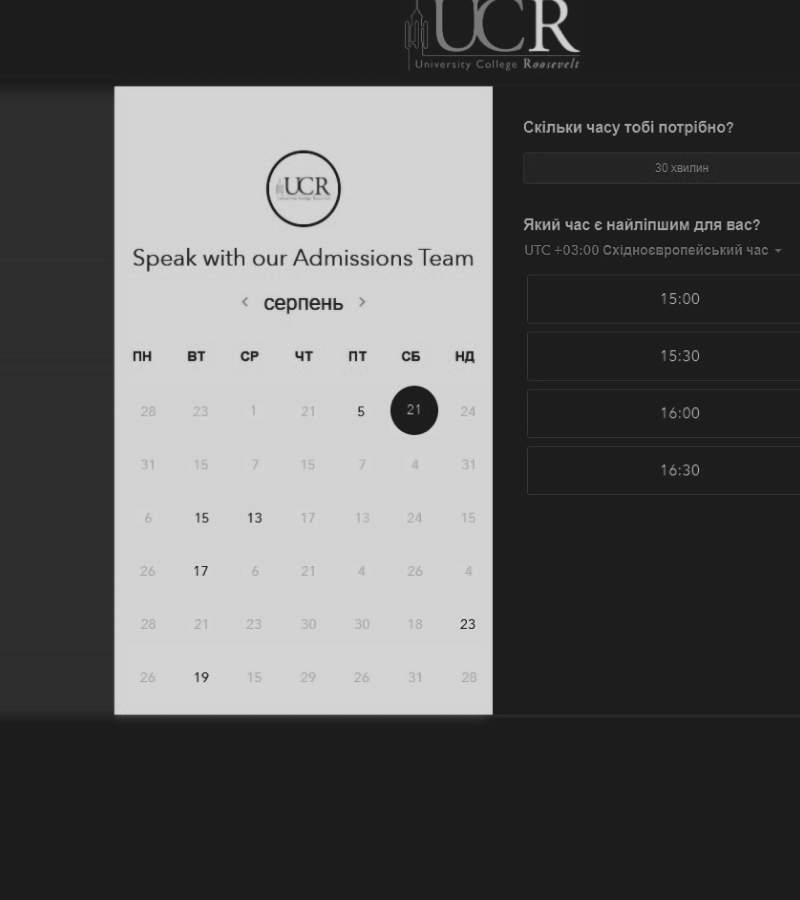 UCR
University College Roosevelt
UCR
Speak with our Admissions Team
< серпень >
ПН ВТ СР ЧТ ПТ СБ НД
28 23 1 21 5 21 24
31 15 7 15 7 4 31
6 15 13 17 13 24 15
26 17 6 21 4 26 4
28 21 23 30 30 18 23
26 19 15 29 26 31 28
Скільки часу тобі потрібно?
30 хвилин
Який час є найліпшим для вас?
UTC +03:00 Східноєвропейський час
15:00
15:30
16:00
16:30